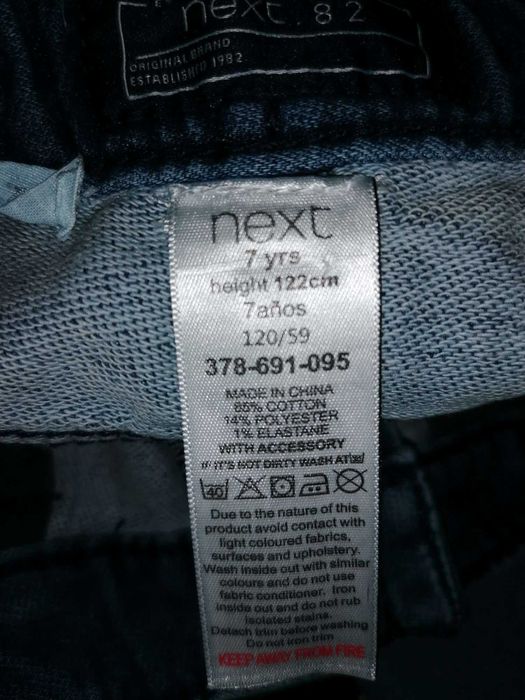 next.82
ORIGINAL BRAND
ESTABLISHED 1982
next
7 yrs
height 122cm
7años
120/59
378-691-095
MADE IN CHINA
85% COTTON
14% POLYESTER
1% ELASTANE
WITH ACCESSORY
IF IT'S NOT DIRTY WASH AT
40
Due to the nature of this
product avoid contact with
light coloured fabrics,
surfaces and upholstery.
Wash inside out with similar
colours and do not use
fabric conditioner. Iron
inside out and do not rub
isolated stains.
Detach trim before washing
Do not iron trim
KEEP AWAY FROM FIRE